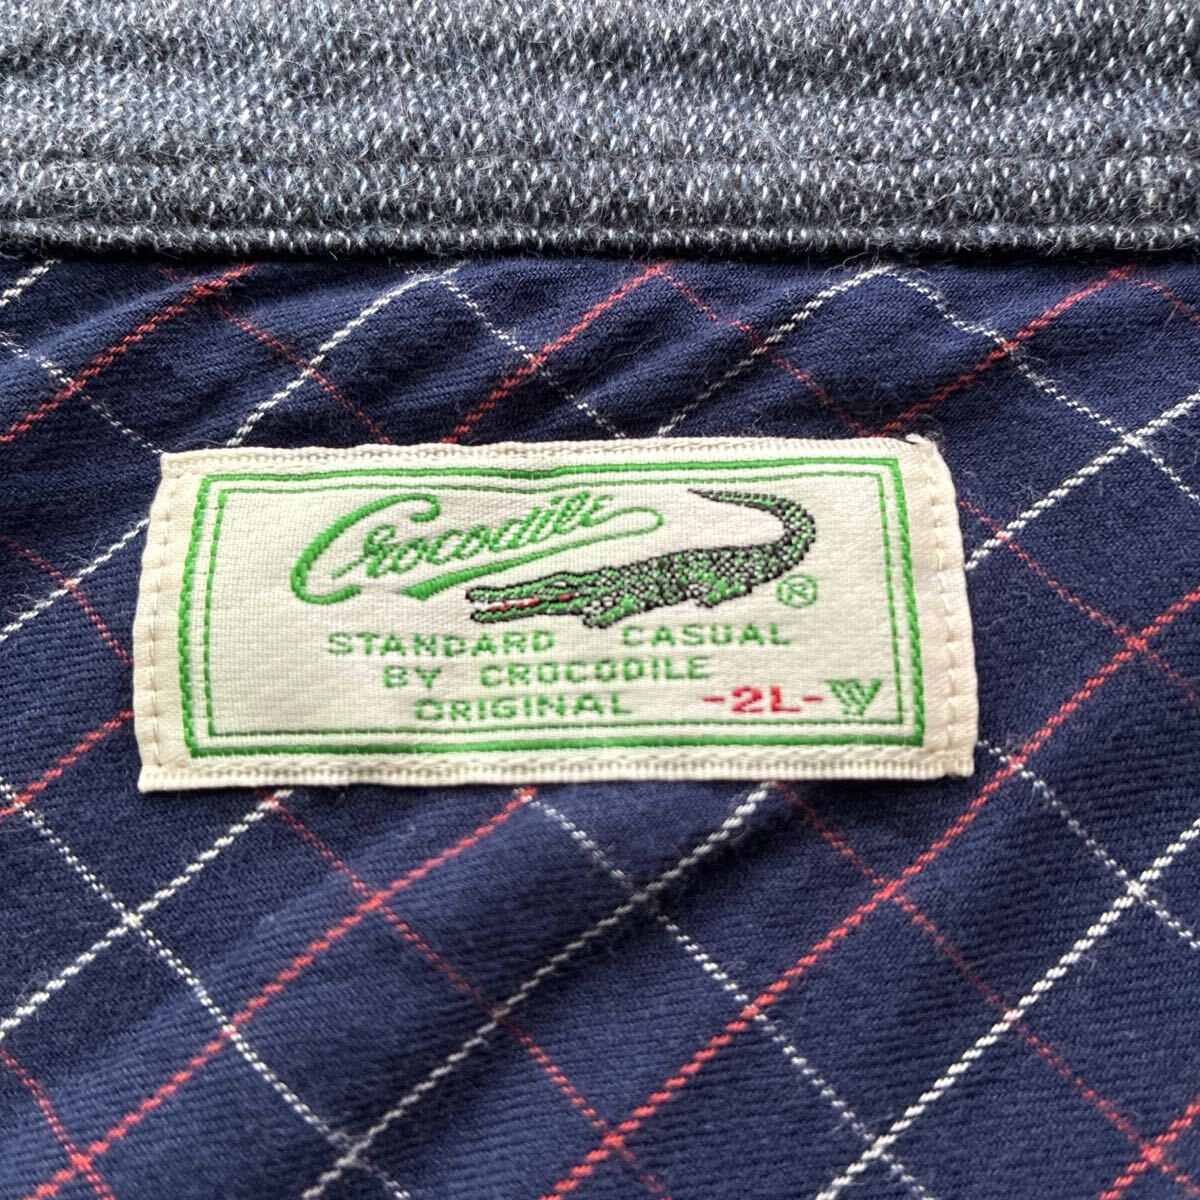 Crocodile ®
STANDARD CASUAL
BY CROCODILE
ORIGINAL -2L-